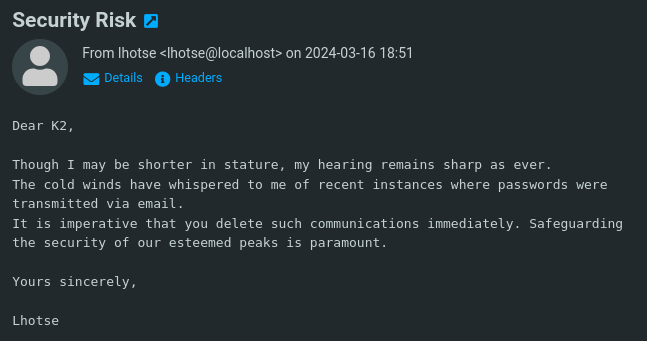 Security Risk
From lhotse <lhotse@localhost> on 2024-03-16 18:51
Details Headers
Dear K2,
Though I may be shorter in stature, my hearing remains sharp as ever.
The cold winds have whispered to me of recent instances where passwords were
transmitted via email.
It is imperative that you delete such communications immediately. Safeguarding
the security of our esteemed peaks is paramount.
Yours sincerely,
Lhotse